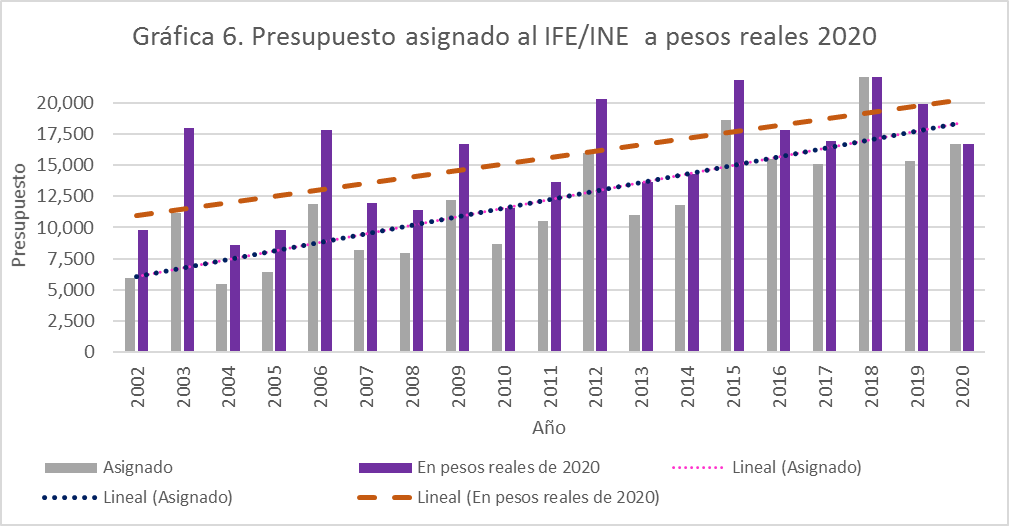 Gráfica 6. Presupuesto asignado al IFE/INE a pesos reales 2020
Presupuesto
20,000
17,500
15,000
12,500
10,000
7,500
5,000
2,500
0
2002 2003 2004 2005 2006 2007 2008 2009 2010 2011 2012 2013 2014 2015 2016 2017 2018 2019 2020
Año
Asignado En pesos reales de 2020 Lineal (Asignado)
Lineal (Asignado) Lineal (En pesos reales de 2020)